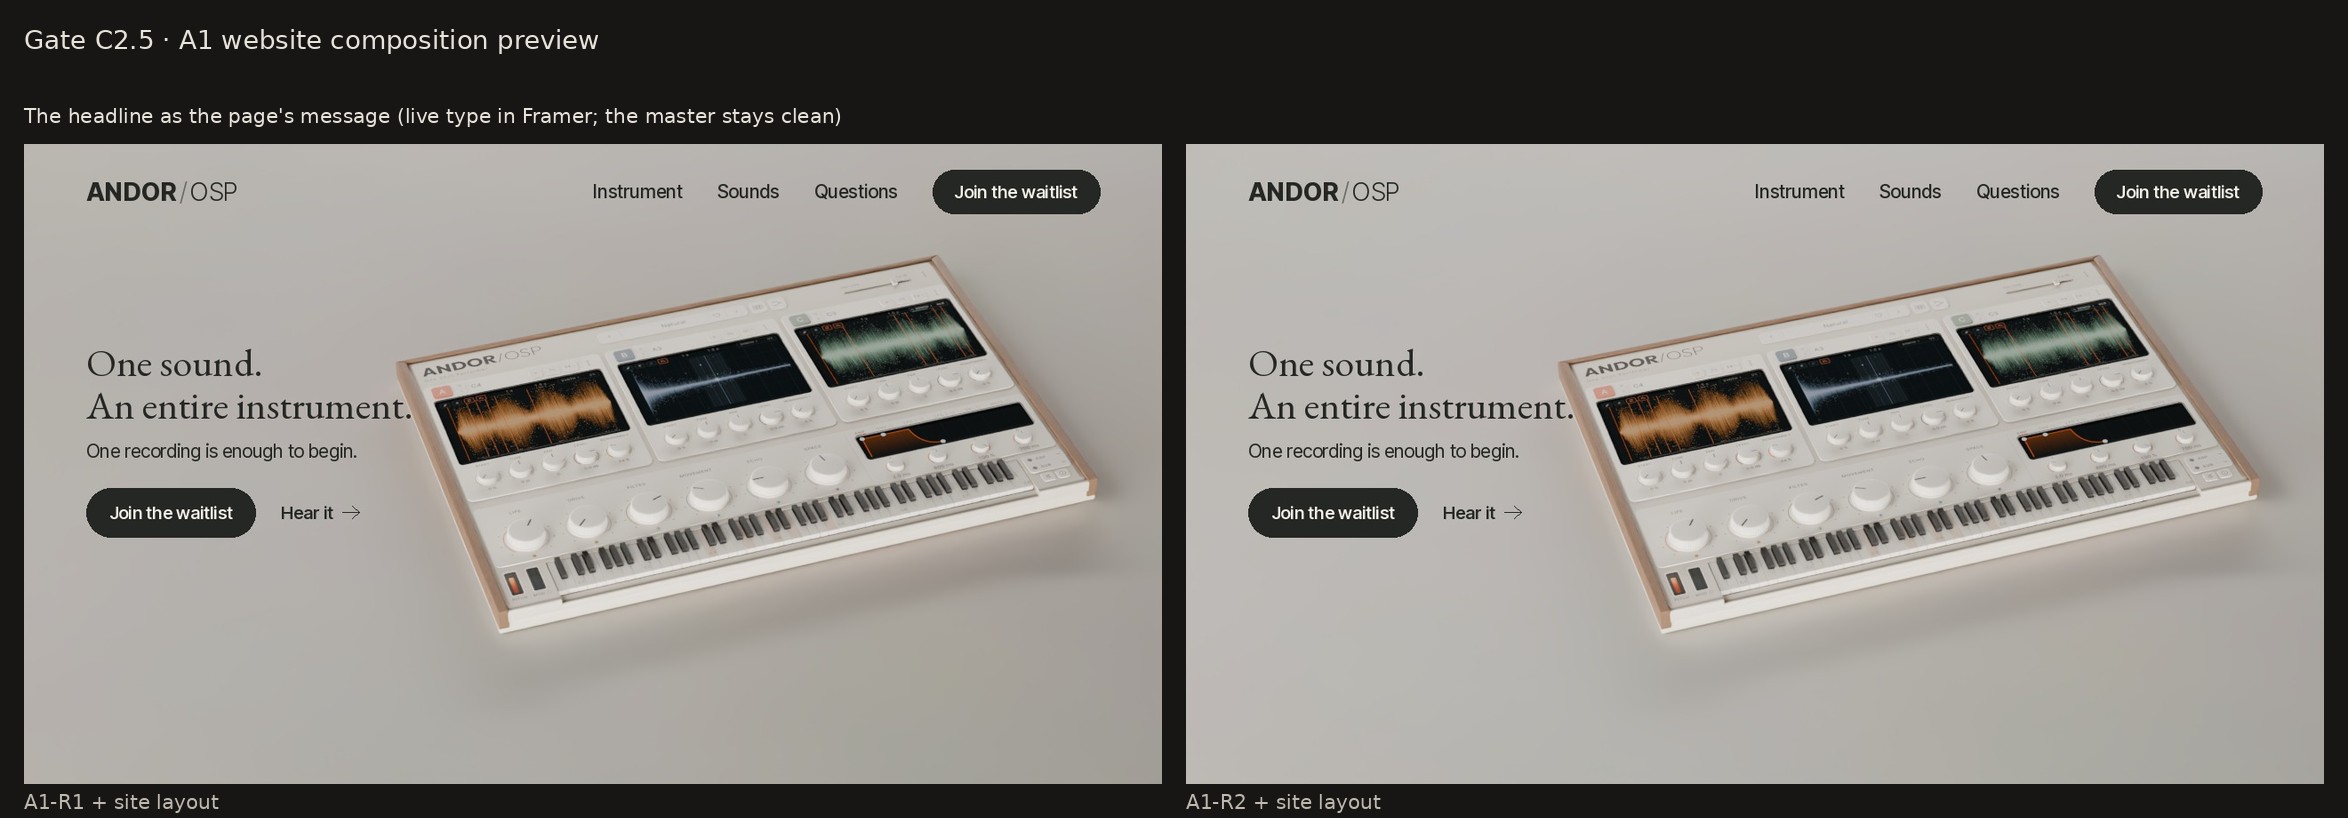 Gate C2.5 · A1 website composition preview
The headline as the page's message (live type in Framer; the master stays clean)
ANDOR/OSP
Instrument Sounds Questions Join the waitlist
One sound.
An entire instrument.
One recording is enough to begin.
Join the waitlist Hear it →
ANDOR/OSP
A
B
C
A1-R1 + site layout
ANDOR/OSP
Instrument Sounds Questions Join the waitlist
One sound.
An entire instrument.
One recording is enough to begin.
Join the waitlist Hear it →
ANDOR/OSP
A
B
C
A1-R2 + site layout